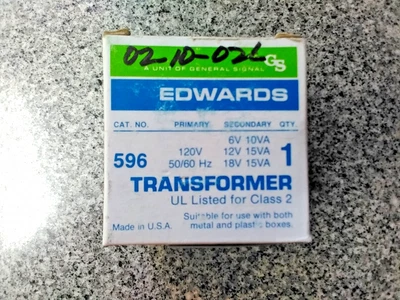 02-10-02L
A UNIT OF GENERAL SIGNAL GS
EDWARDS
CAT. NO. PRIMARY SECONDARY QTY.
6V 10VA
596 120V 12V 15VA 1
50/60 Hz 18V 15VA
TRANSFORMER
UL Listed for Class 2
Suitable for use with both
Made in U.S.A. metal and plastic boxes.